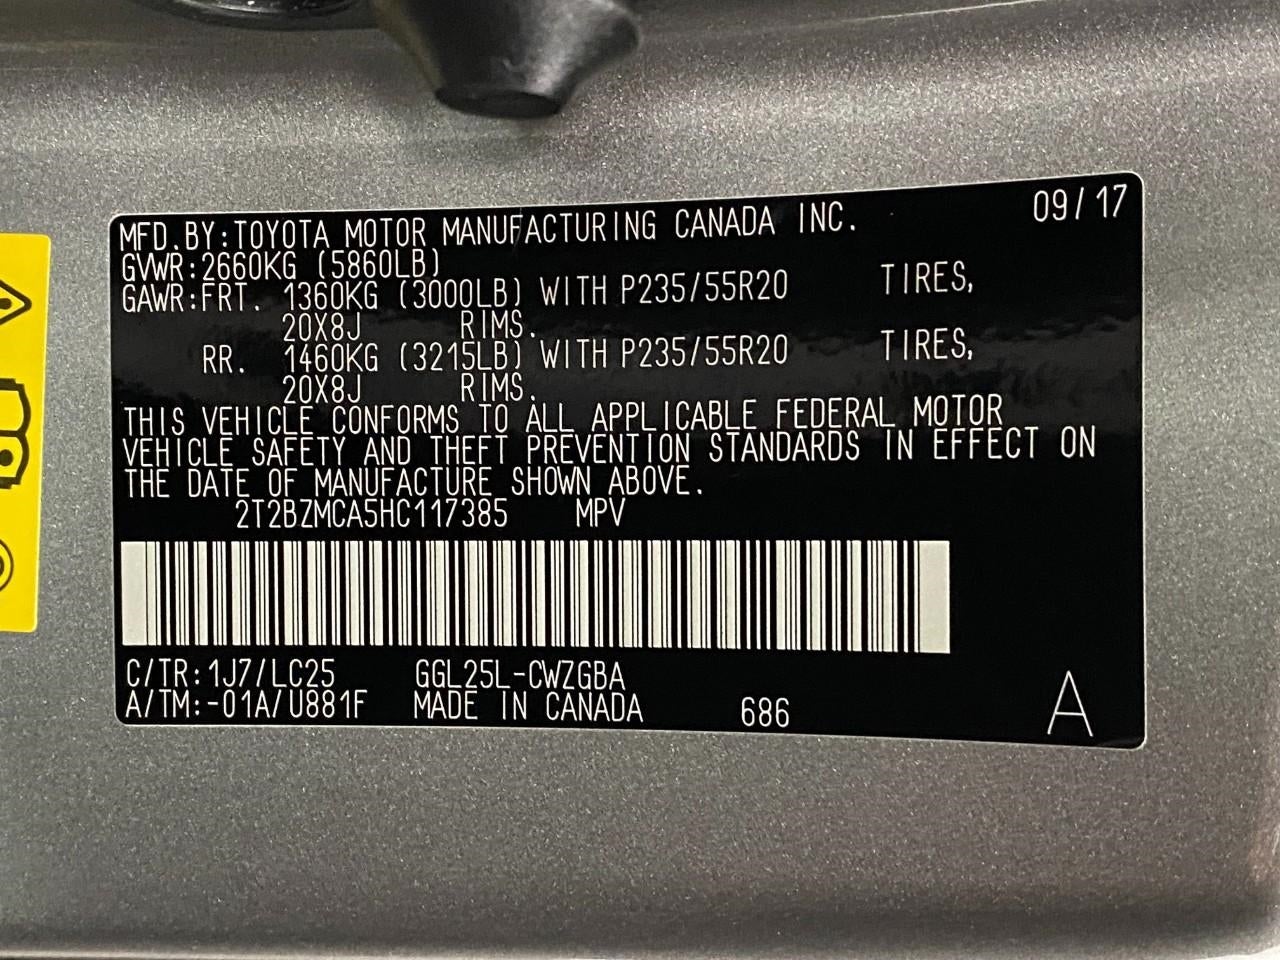 MFD.BY:TOYOTA MOTOR MANUFACTURING CANADA INC. 09/17
GVWR:2660KG (5860LB)
GAWR:FRT. 1360KG (3000LB) WITH P235/55R20 TIRES,
20X8J RIMS.
RR. 1460KG (3215LB) WITH P235/55R20 TIRES,
20X8J RIMS.
THIS VEHICLE CONFORMS TO ALL APPLICABLE FEDERAL MOTOR
VEHICLE SAFETY AND THEFT PREVENTION STANDARDS IN EFFECT ON
THE DATE OF MANUFACTURE SHOWN ABOVE.
2T2BZMCA5HC117385 MPV
C/TR:1J7/LC25 GGL25L-CWZGBA
A/TM:-01A/U881F MADE IN CANADA 686 A